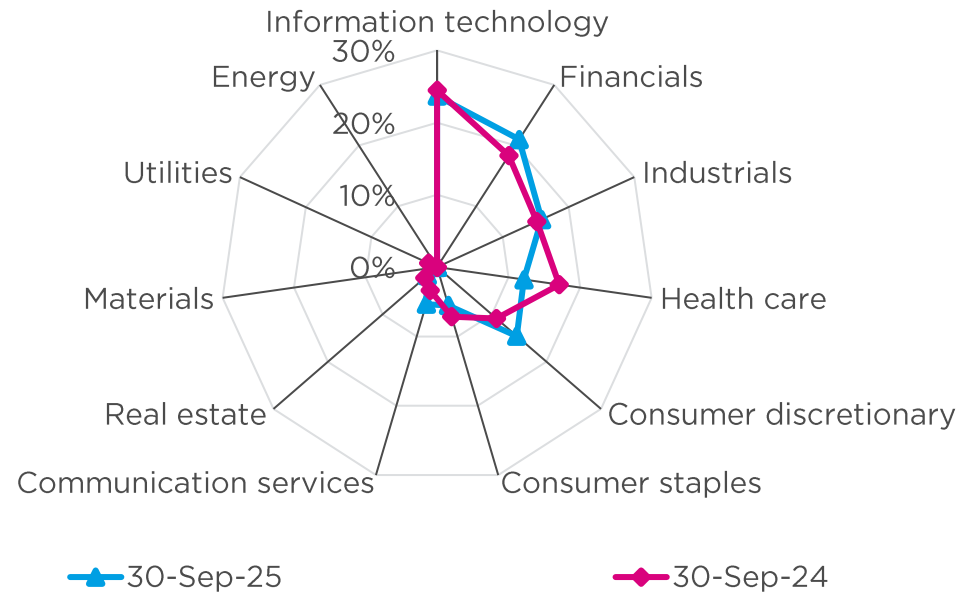 Information technology
30%
Energy
Financials
20%
Utilities
Industrials
10%
0%
Materials
Health care
Real estate
Consumer discretionary
Communication services
Consumer staples
30-Sep-25
30-Sep-24